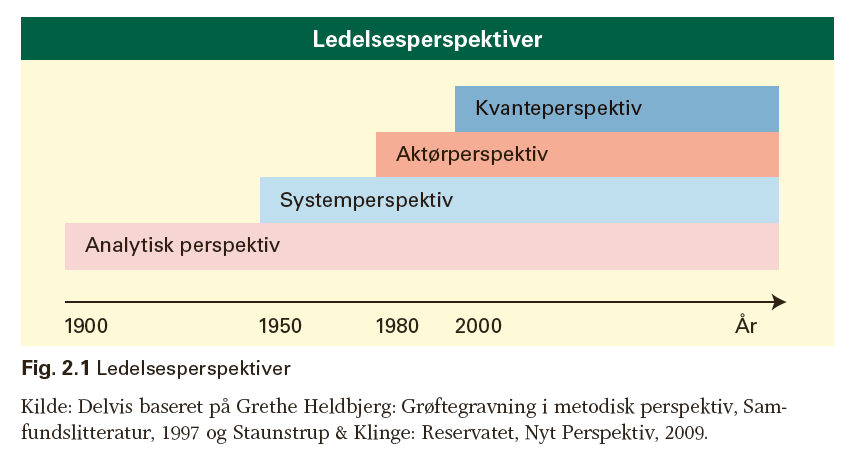 Ledelsesperspektiver
Kvanteperspektiv
Aktørperspektiv
Systemperspektiv
Analytisk perspektiv
1900 1950 1980 2000 År
Fig. 2.1 Ledelsesperspektiver
Kilde: Delvis baseret på Grethe Heldbjerg: Grøftegravning i metodisk perspektiv, Sam-
fundslitteratur, 1997 og Staunstrup & Klinge: Reservatet, Nyt Perspektiv, 2009.